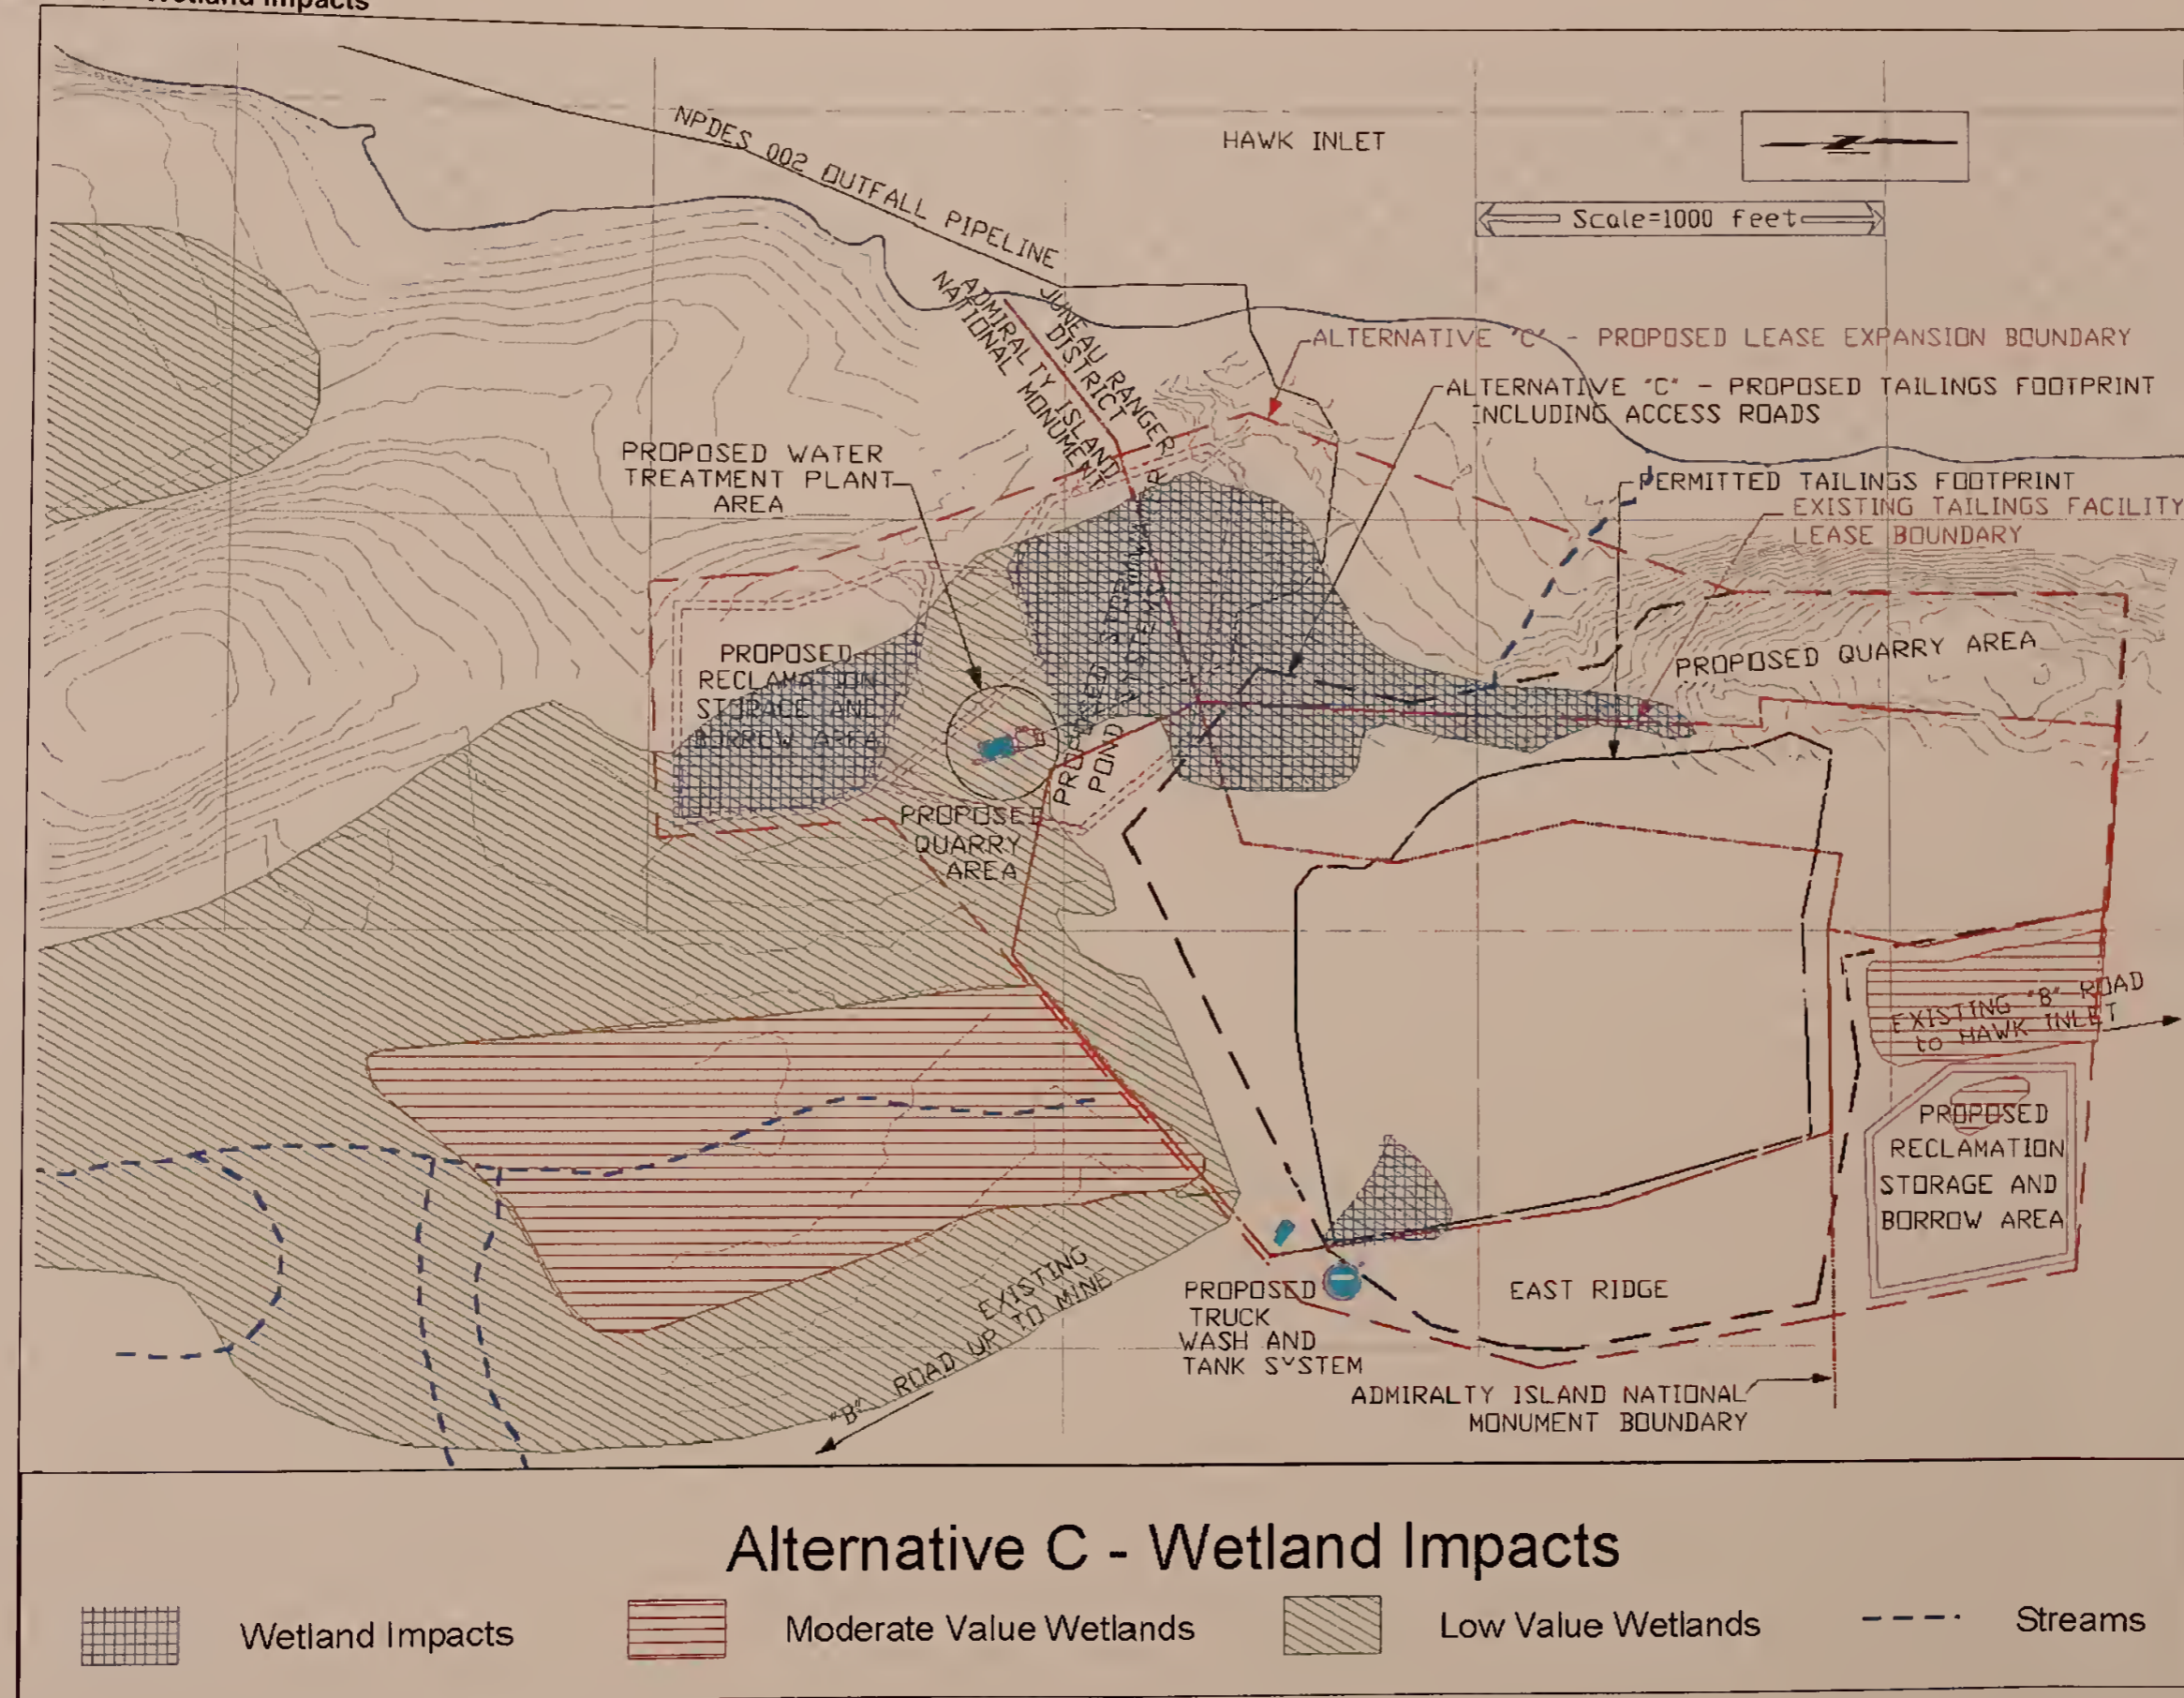 Wetland Impacts
HAWK INLET
NPDES 002 OUTFALL PIPELINE
Scale=1000 feet
JUNEAU RANGER
DISTRICT
ADMIRALTY ISLAND
NATIONAL MONUMENT
ALTERNATIVE "C" - PROPOSED LEASE EXPANSION BOUNDARY
ALTERNATIVE "C" - PROPOSED TAILINGS FOOTPRINT
INCLUDING ACCESS ROADS
PROPOSED WATER
TREATMENT PLANT
AREA
PERMITTED TAILINGS FOOTPRINT
EXISTING TAILINGS FACILITY
LEASE BOUNDARY
PROPOSED QUARRY AREA
PROPOSED
RECLAMATION
STORAGE AND
BORROW AREA
PROPOSED
POND
PROPOSED
QUARRY
AREA
EXISTING "B" ROAD
to HAWK INLET
PROPOSED
RECLAMATION
STORAGE AND
BORROW AREA
EXISTING
"B" ROAD UP TO MINE
PROPOSED
TRUCK
WASH AND
TANK SYSTEM
EAST RIDGE
ADMIRALTY ISLAND NATIONAL
MONUMENT BOUNDARY
Alternative C - Wetland Impacts
Wetland Impacts
Moderate Value Wetlands
Low Value Wetlands
Streams